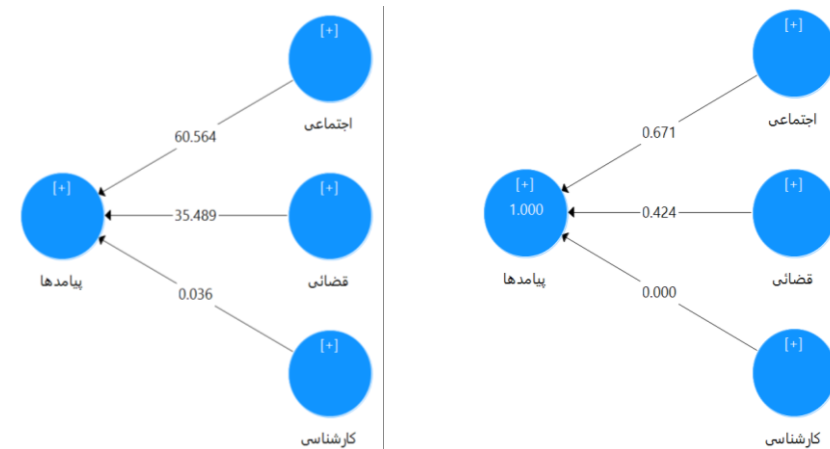 [+]
اجتماعی
60.564
[+]
پیامدها
35.489
[+]
قضائی
0.036
[+]
کارشناسی
[+]
اجتماعی
0.671
[+]
1.000
پیامدها
0.424
[+]
قضائی
0.000
[+]
کارشناسی